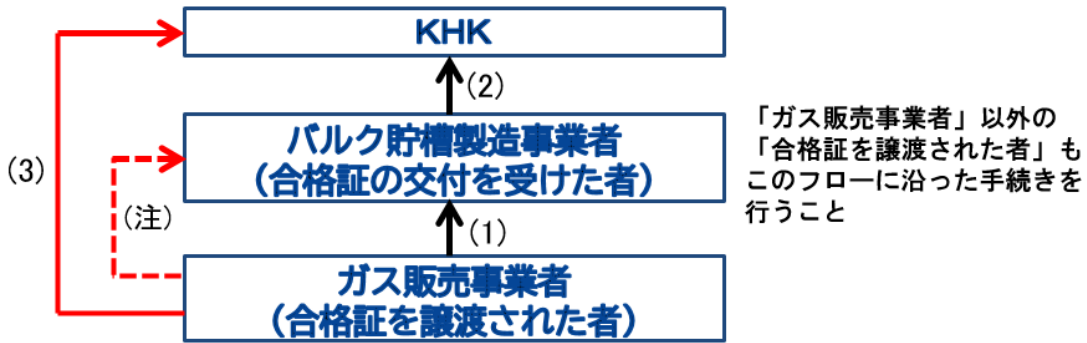 KHK
(2)
バルク貯槽製造事業者
(合格証の交付を受けた者)
「ガス販売事業者」以外の
「合格証を譲渡された者」も
このフローに沿った手続きを
行うこと
(3)
(注)
(1)
ガス販売事業者
(合格証を譲渡された者)